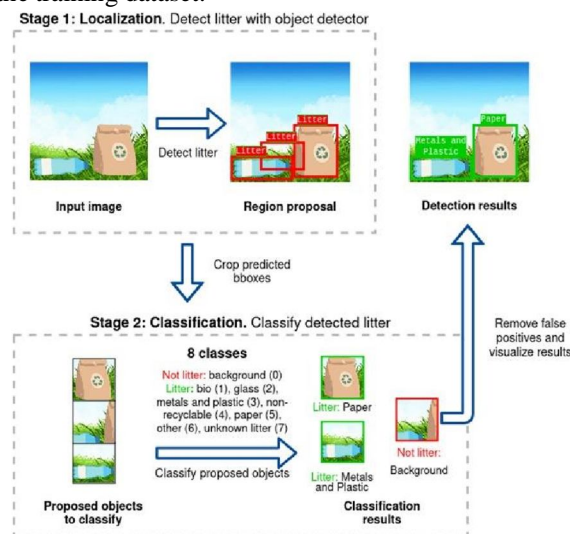 the training dataset.
Stage 1: Localization. Detect litter with object detector
Litter
Litter
Litter
Detect litter
Input image
Region proposal
Paper
Metals and
Plastic
Detection results
Crop predicted
bboxes
Stage 2: Classification. Classify detected litter
8 classes
Not litter: background (0)
Litter: bio (1), glass (2),
metals and plastic (3), non-
recyclable (4), paper (5),
other (6), unknown litter (7)
Classify proposed objects
Proposed objects
to classify
Litter: Paper
Litter: Metals
and Plastic
Not litter:
Background
Classification
results
Remove false
positives and
visualize results